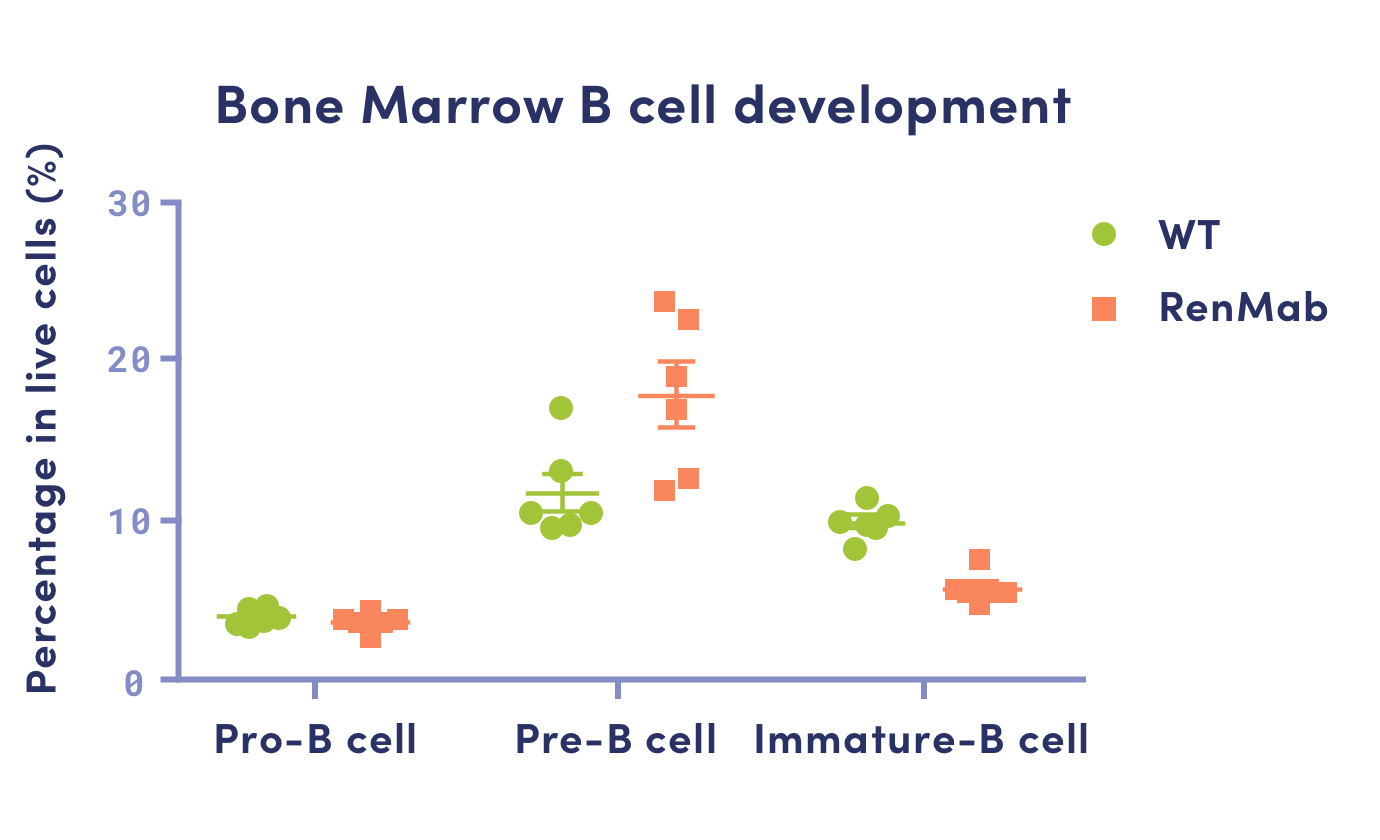 Bone Marrow B cell development
Percentage in live cells (%)
30
20
10
0
Pro-B cell
Pre-B cell
Immature-B cell
WT
RenMab